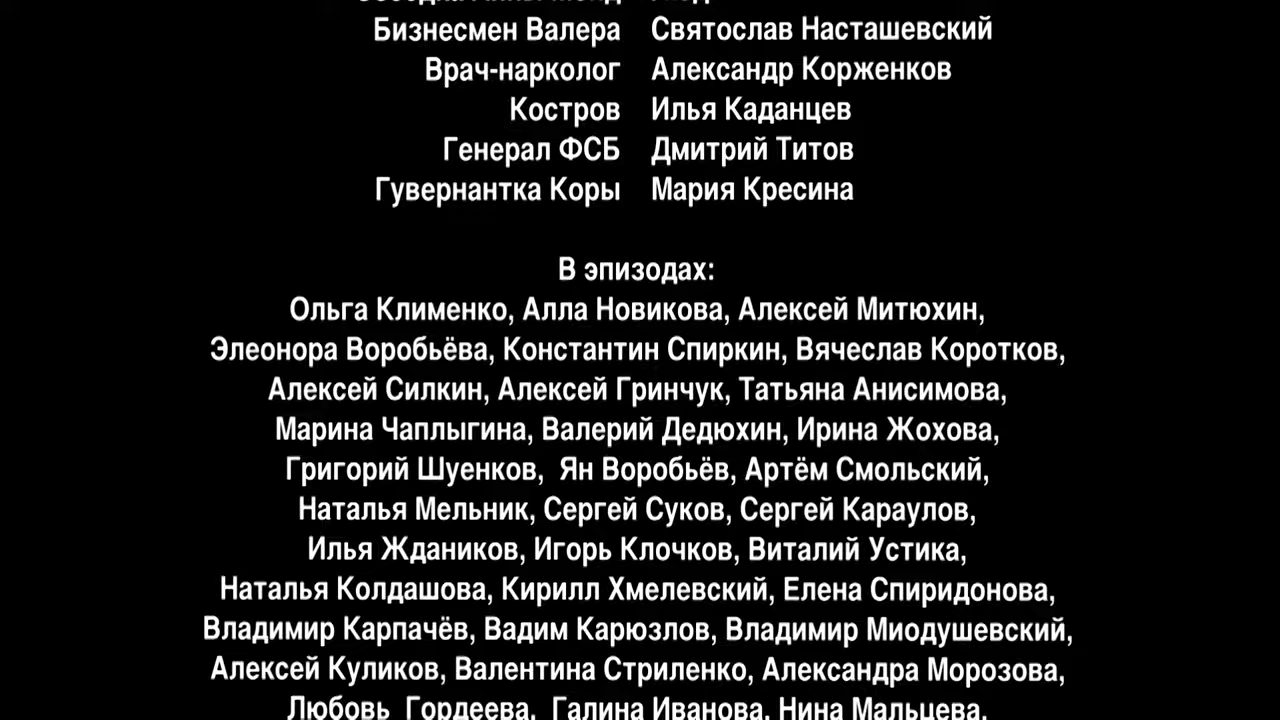 Бизнесмен Валера Святослав Насташевский
Врач-нарколог Александр Корженков
Костров Илья Каданцев
Генерал ФСБ Дмитрий Титов
Гувернантка Коры Мария Кресина
В эпизодах:
Ольга Клименко, Алла Новикова, Алексей Митюхин,
Элеонора Воробьёва, Константин Спиркин, Вячеслав Коротков,
Алексей Силкин, Алексей Гринчук, Татьяна Анисимова,
Марина Чаплыгина, Валерий Дедюхин, Ирина Жохова,
Григорий Шуенков, Ян Воробьёв, Артём Смольский,
Наталья Мельник, Сергей Суков, Сергей Караулов,
Илья Ждаников, Игорь Клочков, Виталий Устика,
Наталья Колдашова, Кирилл Хмелевский, Елена Спиридонова,
Владимир Карпачёв, Вадим Карюзлов, Владимир Миодушевский,
Алексей Куликов, Валентина Стриленко, Александра Морозова,
Любовь Гордеева, Галина Иванова, Нина Мальцева,